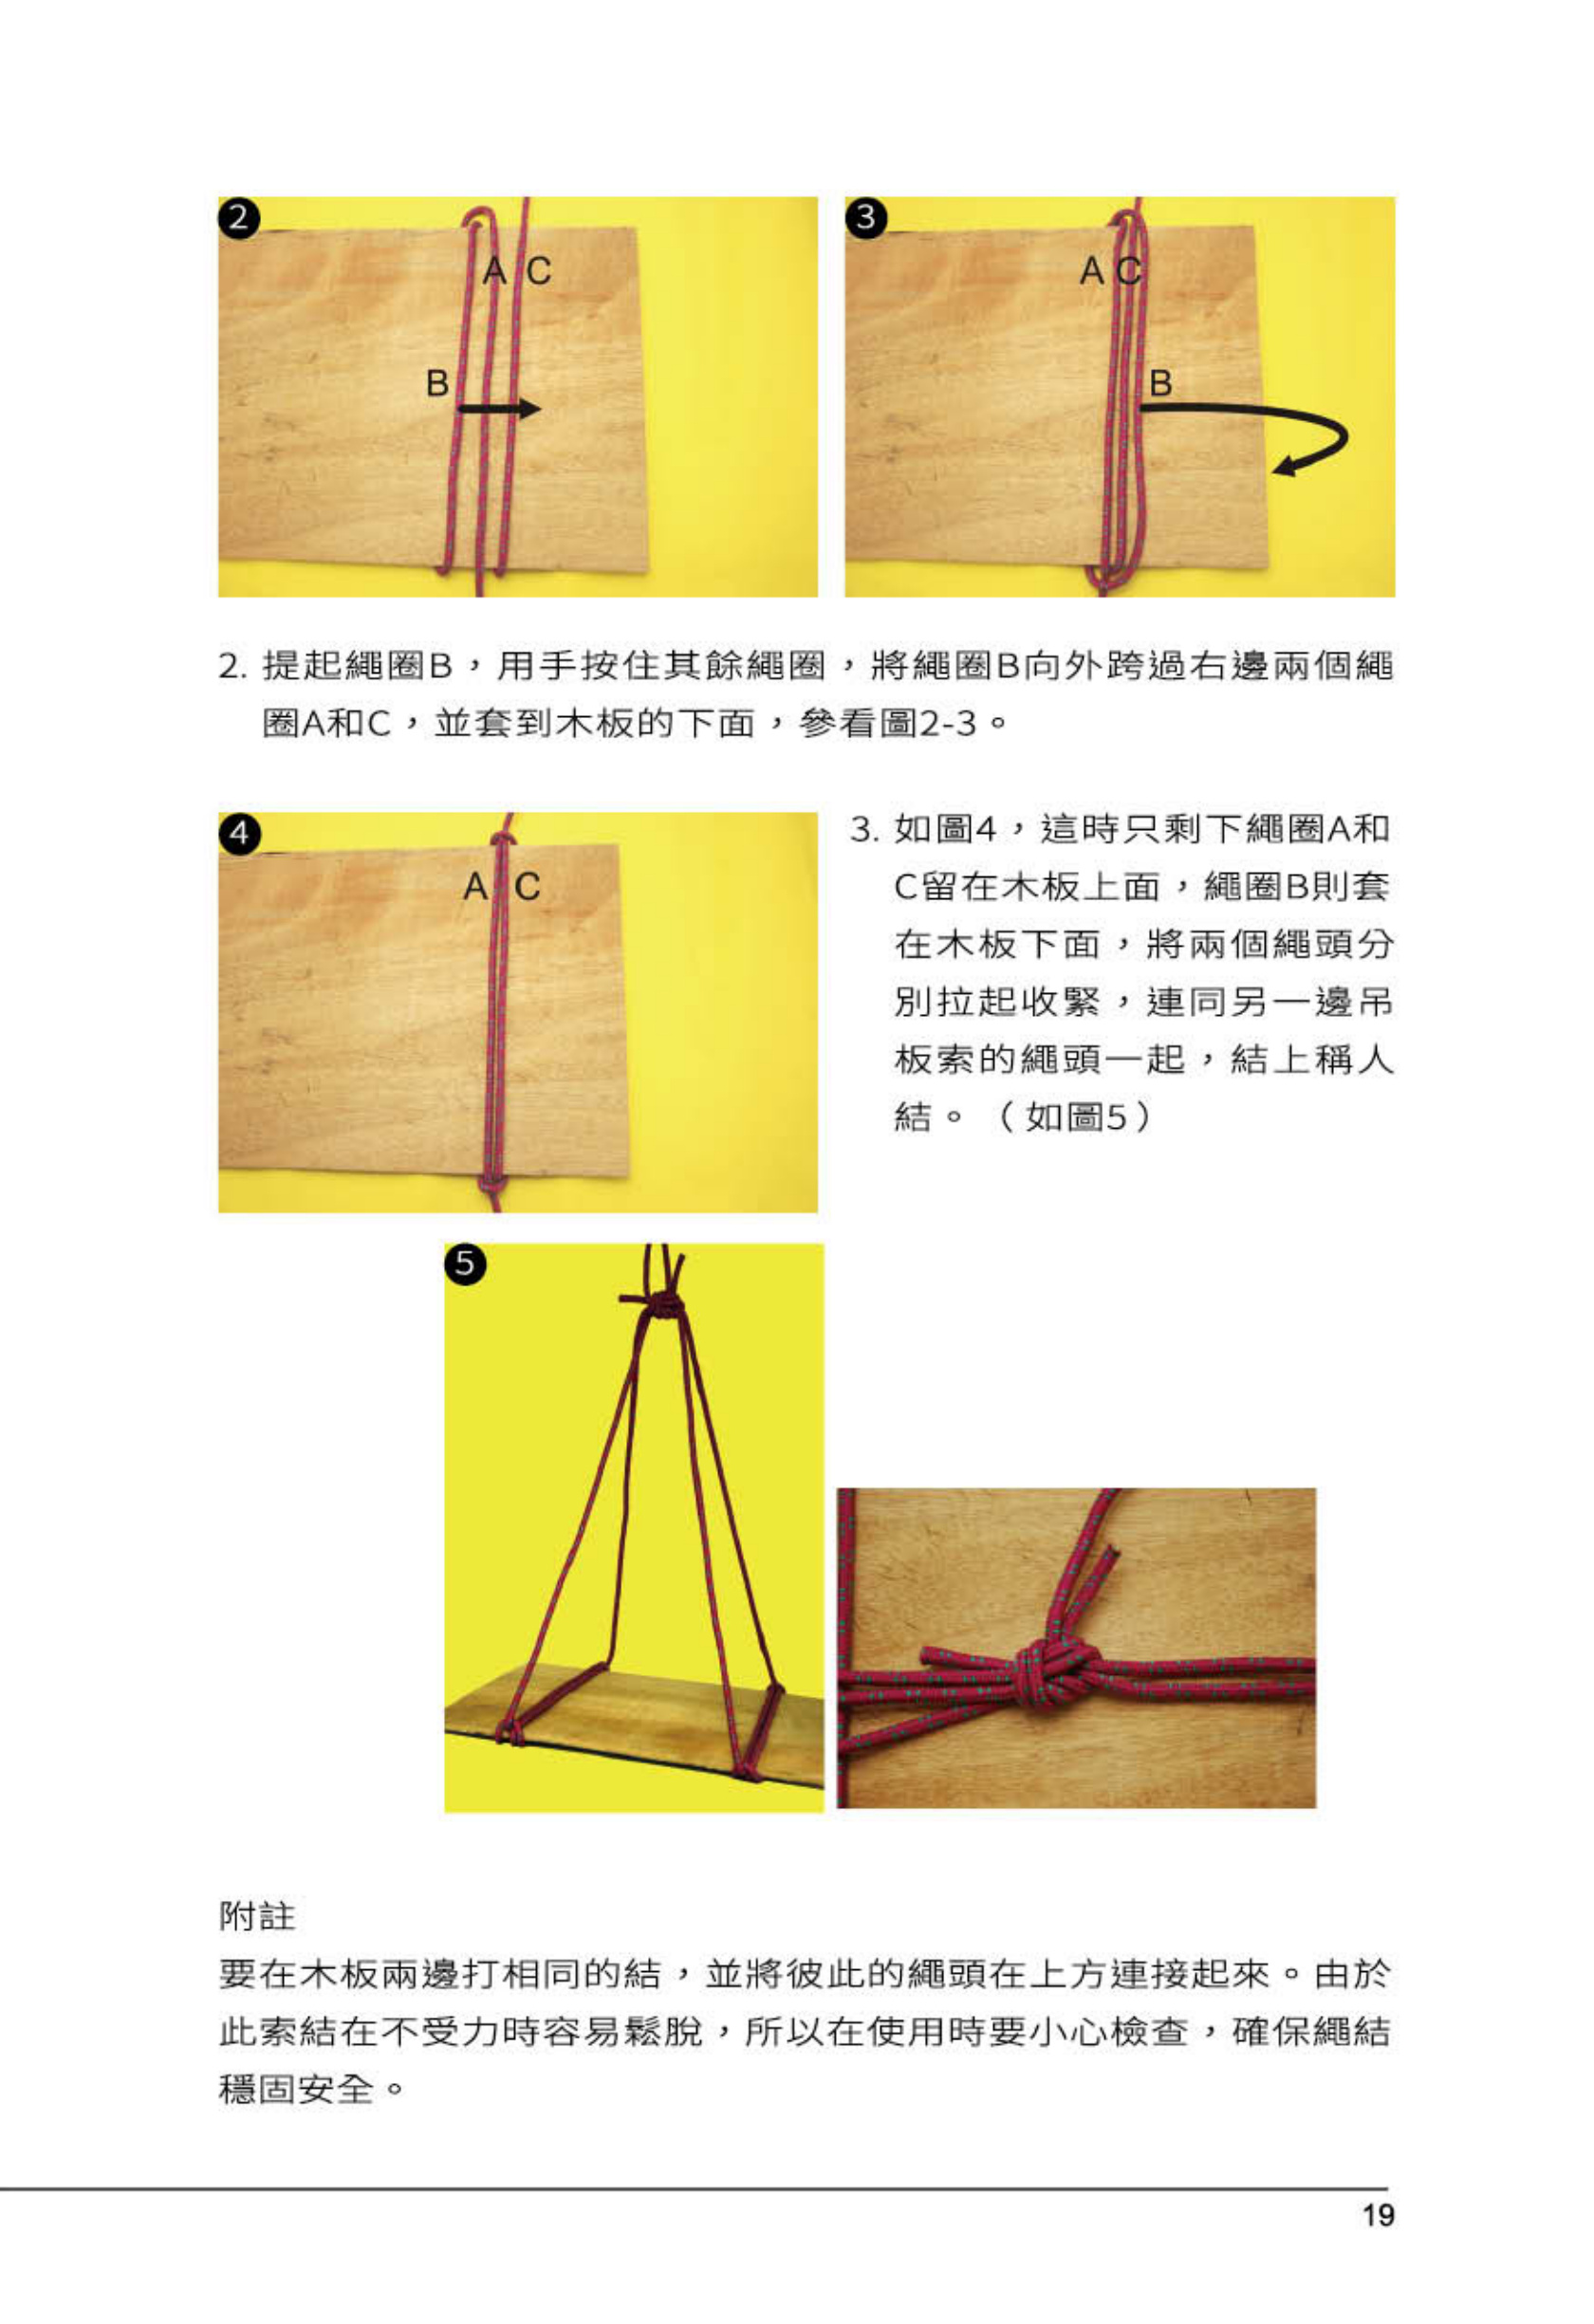 2
A C
B
3
A C
B
2. 提起繩圈B，用手按住其餘繩圈，將繩圈B向外跨過右邊兩個繩
圈A和C，並套到木板的下面，參看圖2-3。
4
A C
3. 如圖4，這時只剩下繩圈A和
C留在木板上面，繩圈B則套
在木板下面，將兩個繩頭分
別拉起收緊，連同另一邊吊
板索的繩頭一起，結上稱人
結。（如圖5）
5
附註
要在木板兩邊打相同的結，並將彼此的繩頭在上方連接起來。由於
此索結在不受力時容易鬆脫，所以在使用時要小心檢查，確保繩結
穩固安全。
19